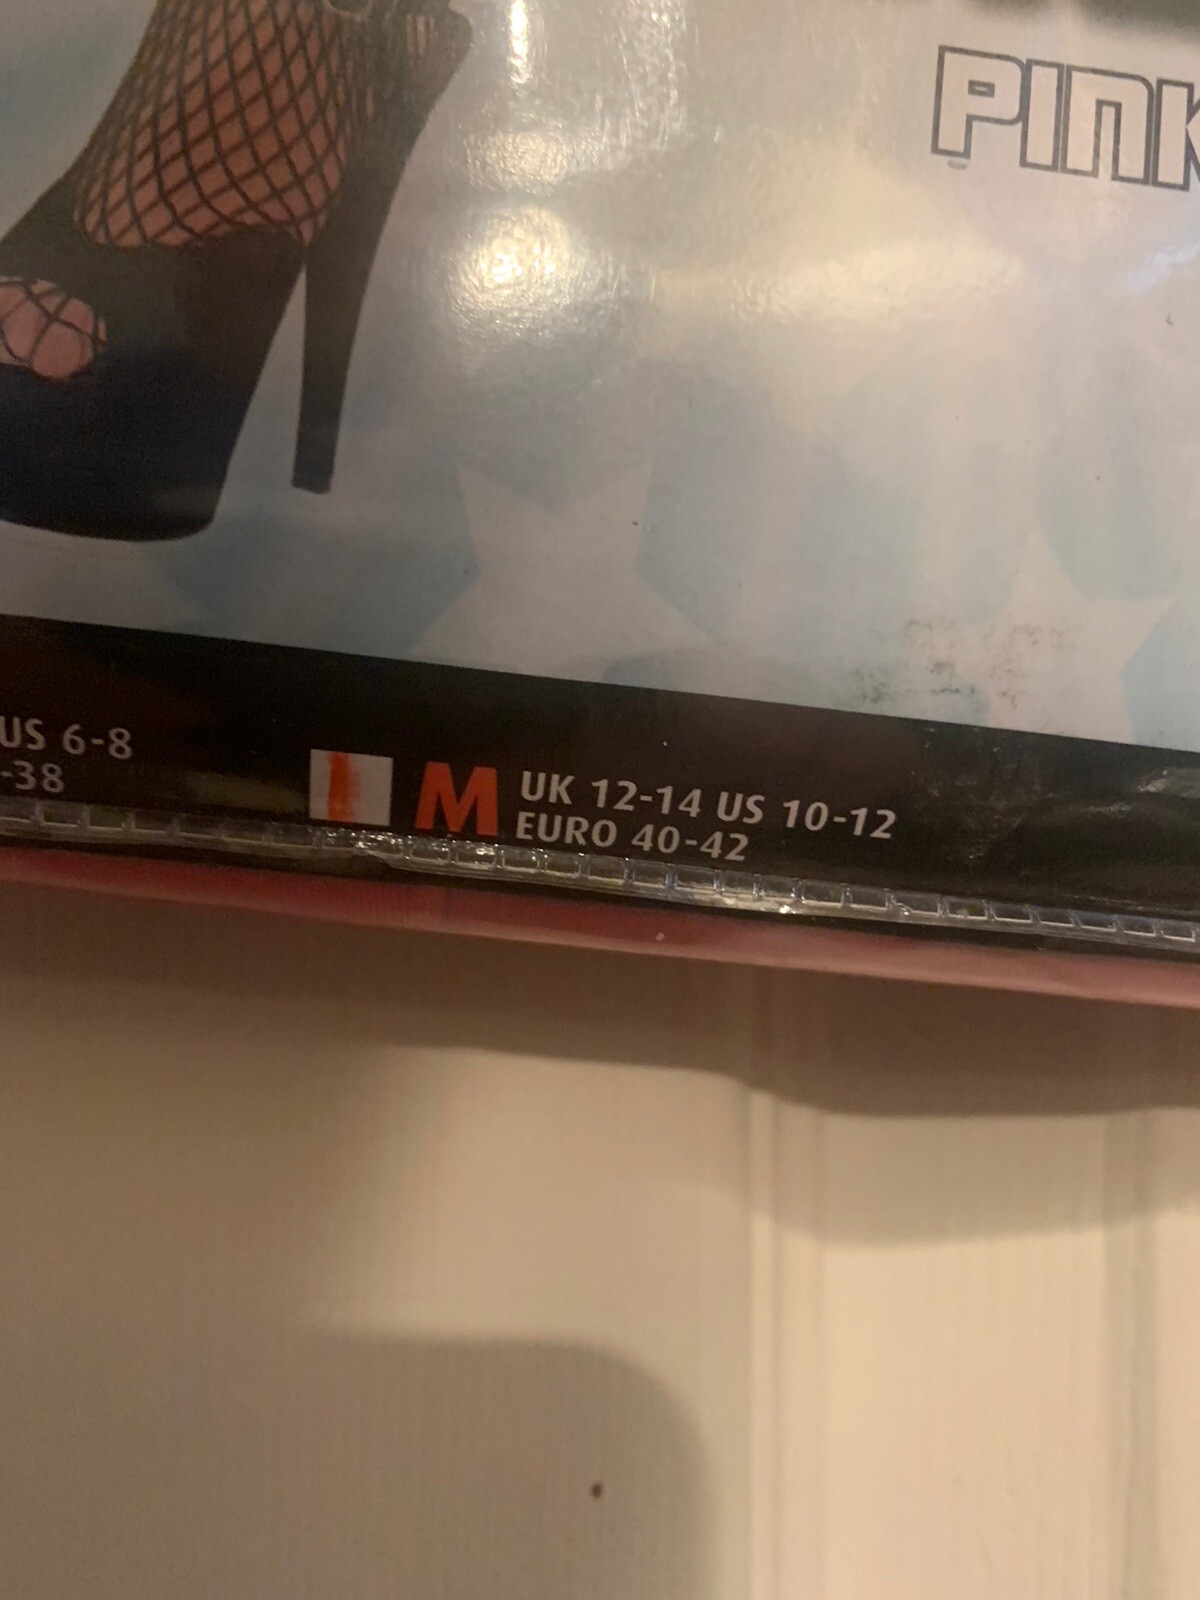 PINK
US 6-8
-38
M UK 12-14 US 10-12
EURO 40-42